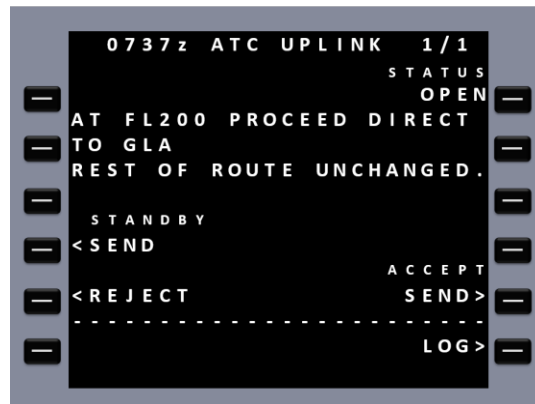 0737z ATC UPLINK 1/1
STATUS
OPEN
AT FL200 PROCEED DIRECT
TO GLA
REST OF ROUTE UNCHANGED.
STANDBY
<SEND
ACCEPT
<REJECT SEND>
------------------------
LOG>